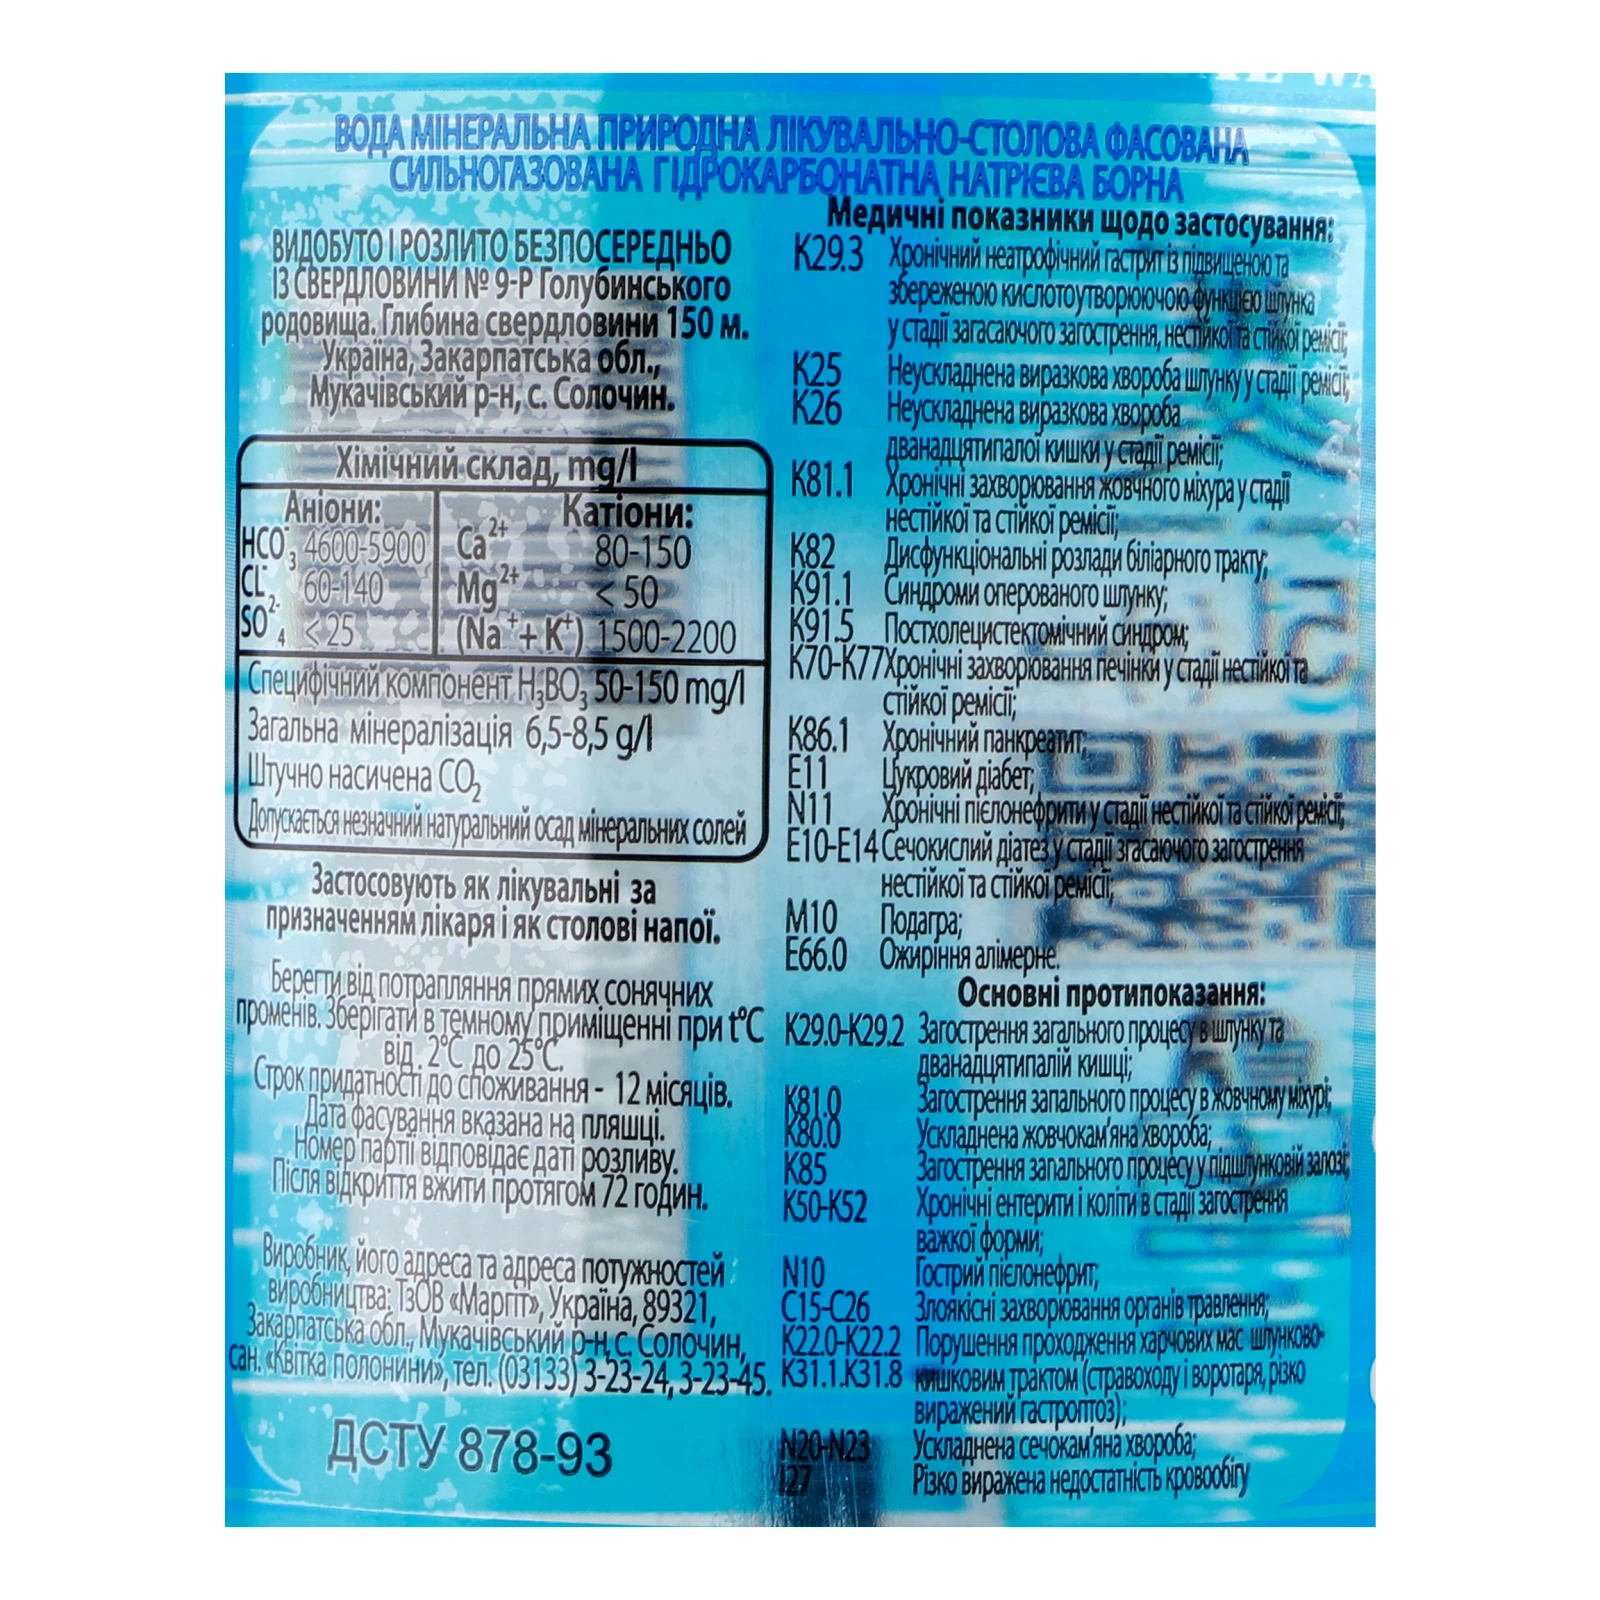 ВОДА МІНЕРАЛЬНА ПРИРОДНА ЛІКУВАЛЬНО-СТОЛОВА ФАСОВАНА
СИЛЬНОГАЗОВАНА ГІДРОКАРБОНАТНА НАТРІЄВА БОРНА
ВИДОБУТО І РОЗЛИТО БЕЗПОСЕРЕДНЬО
ІЗ СВЕРДЛОВИНИ № 9-Р Голубинського
родовища. Глибина свердловини 150 м.
Україна, Закарпатська обл.,
Мукачівський р-н, с. Солочин.
Хімічний склад, mg/l
Аніони: Катіони:
HCO₃⁻ 4600-5900 Ca²⁺ 80-150
CL⁻ 60-140 Mg²⁺ < 50
SO₄²⁻ < 25 (Na⁺+ K⁺) 1500-2200
Специфічний компонент H₃BO₃ 50-150 mg/l
Загальна мінералізація 6,5-8,5 g/l
Штучно насичена CO₂
Допускається незначний натуральний осад мінеральних солей
Застосовують як лікувальні за
призначенням лікаря і як столові напої.
Берегти від потрапляння прямих сонячних
променів. Зберігати в темному приміщенні при t°C
від 2°C до 25°C.
Строк придатності до споживання - 12 місяців.
Дата фасування вказана на пляшці.
Номер партії відповідає даті розливу.
Після відкриття вжити протягом 72 годин.
Виробник, його адреса та адреса потужностей
виробництва: ТзОВ «Маргіт», Україна, 89321,
Закарпатська обл., Мукачівський р-н, с. Солочин,
сан. «Квітка полонини», тел. (03133) 3-23-24, 3-23-45.
ДСТУ 878-93
Медичні показники щодо застосування:
K29.3 Хронічний неатрофічний гастрит із підвищеною та
збереженою кислотоутворюючою функцією шлунка
у стадії загасаючого загострення, нестійкої та стійкої ремісії;
K25 Неускладнена виразкова хвороба шлунку у стадії ремісії;
K26 Неускладнена виразкова хвороба
дванадцятипалої кишки у стадії ремісії;
K81.1 Хронічні захворювання жовчного міхура у стадії
нестійкої та стійкої ремісії;
K82 Дисфункціональні розлади біліарного тракту;
K91.1 Синдроми оперованого шлунку;
K91.5 Постхолецистектомічний синдром;
K70-K77 Хронічні захворювання печінки у стадії нестійкої та
стійкої ремісії;
K86.1 Хронічний панкреатит;
E11 Цукровий діабет;
N11 Хронічні пієлонефрити у стадії нестійкої та стійкої ремісії;
E10-E14 Сечокислий діатез у стадії згасаючого загострення
нестійкої та стійкої ремісії;
M10 Подагра;
E66.0 Ожиріння алімерне.
Основні протипоказання:
K29.0-K29.2 Загострення загального процесу в шлунку та
дванадцятипалій кишці;
K81.0 Загострення запального процесу в жовчному міхурі;
K80.0 Ускладнена жовчокам'яна хвороба;
K85 Загострення запального процесу у підшлунковій залозі;
K50-K52 Хронічні ентерити і коліти в стадії загострення
важкої форми;
N10 Гострий пієлонефрит;
C15-C26 Злоякісні захворювання органів травлення;
K22.0-K22.2 Порушення проходження харчових мас шлунково-
K31.1.K31.8 кишковим трактом (стравоходу і воротаря, різко
виражений гастроптоз);
N20-N23 Ускладнена сечокам'яна хвороба;
I27 Різко виражена недостатність кровообігу